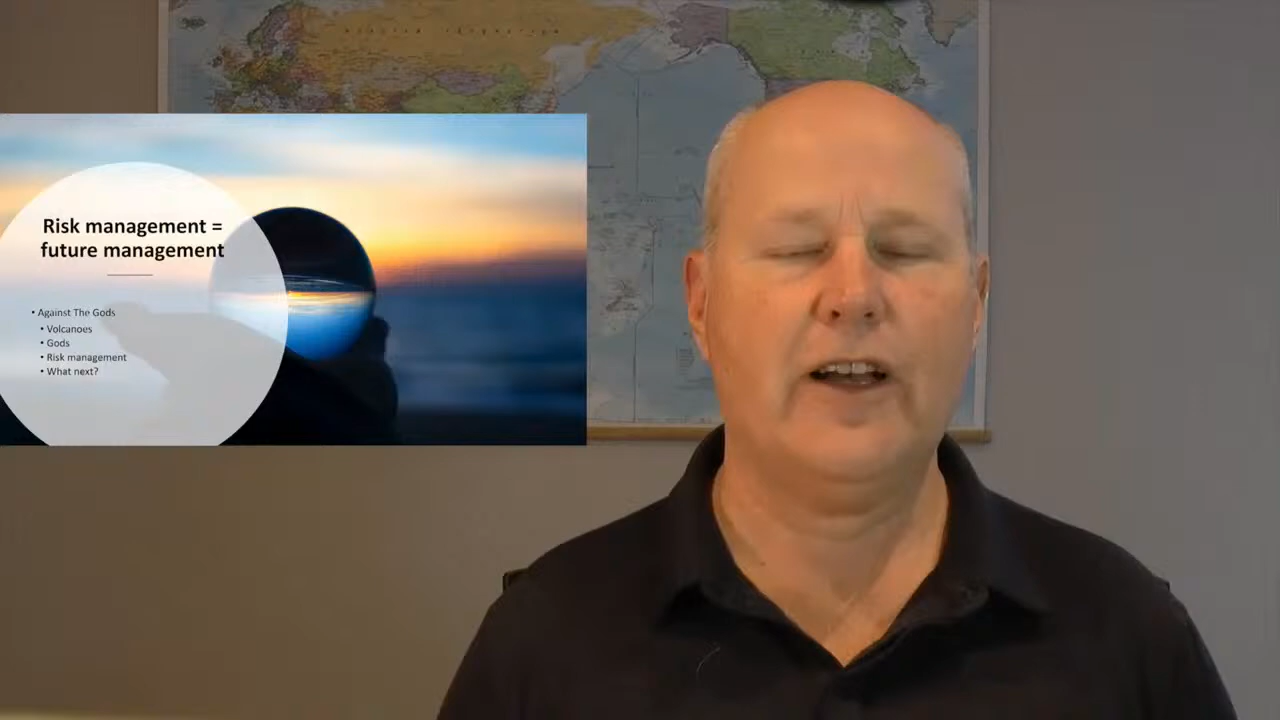 Risk management =
future management
• Against The Gods
• Volcanoes
• Gods
• Risk management
• What next?